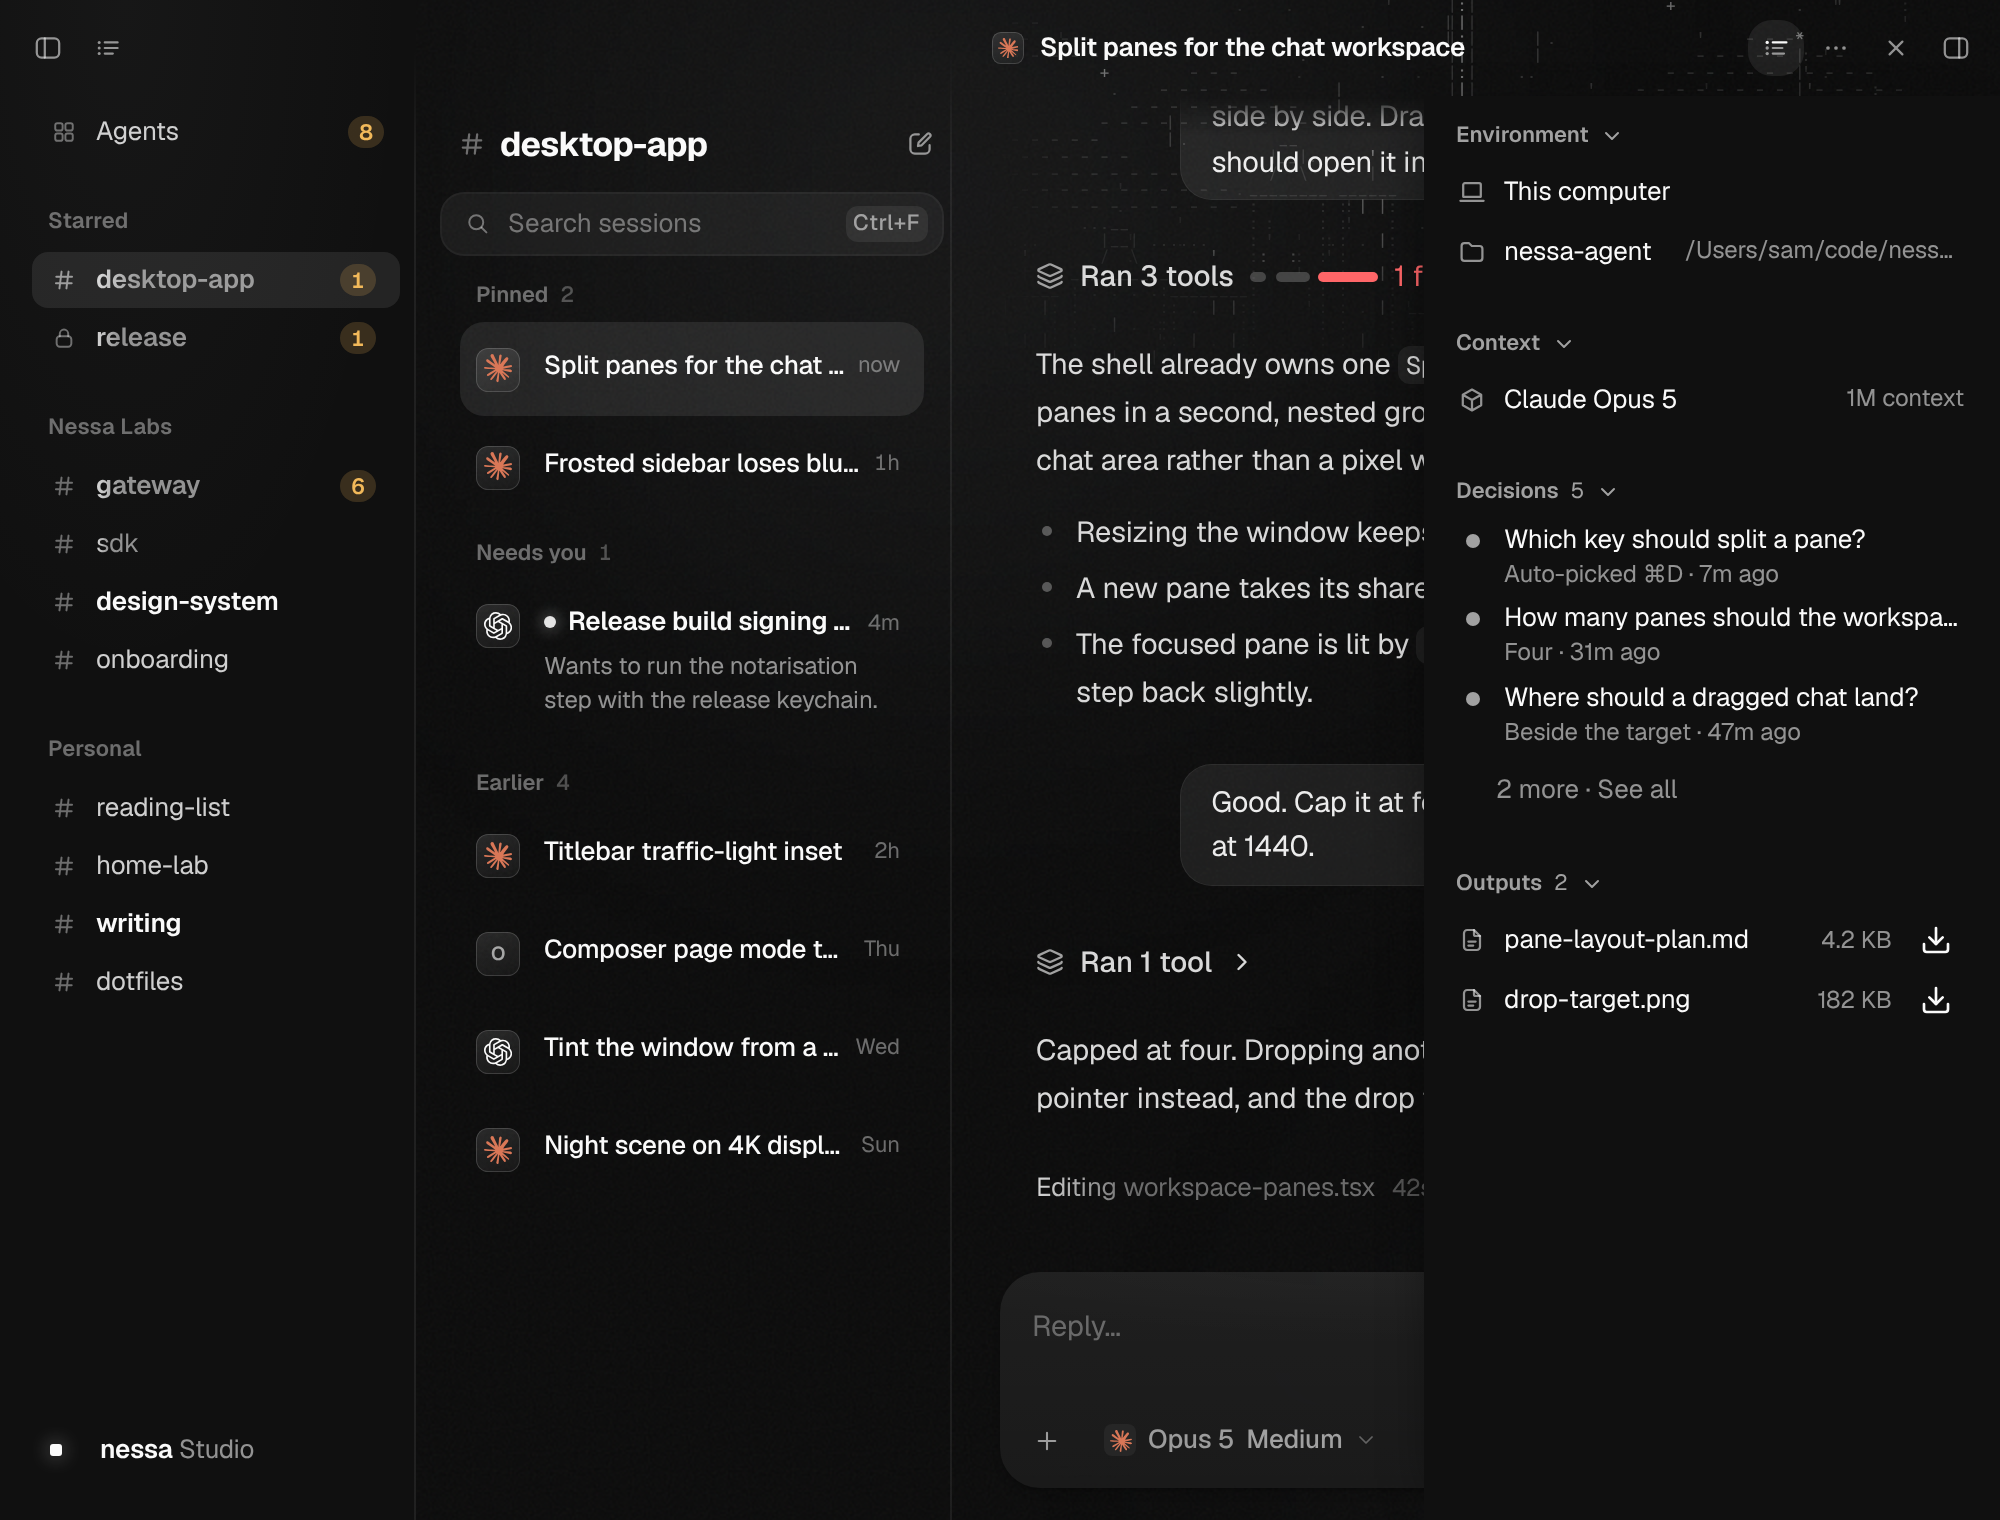 Agents 8
Starred
desktop-app 1
release 1
Nessa Labs
gateway 6
sdk
design-system
onboarding
Personal
reading-list
home-lab
writing
dotfiles
nessa Studio
desktop-app
Search sessions Ctrl+F
Pinned 2
Split panes for the chat ... now
Frosted sidebar loses blu... 1h
Needs you 1
Release build signing ... 4m
Wants to run the notarisation
step with the release keychain.
Earlier 4
Titlebar traffic-light inset 2h
O
Composer page mode t... Thu
Tint the window from a ... Wed
Night scene on 4K displ... Sun
Split panes for the chat workspace
side by side. Dra
should open it in
Ran 3 tools 1 f
The shell already owns one Sp
panes in a second, nested gro
chat area rather than a pixel w
Resizing the window keeps
A new pane takes its share
The focused pane is lit by
step back slightly.
Good. Cap it at fo
at 1440.
Ran 1 tool
Capped at four. Dropping anot
pointer instead, and the drop
Editing workspace-panes.tsx 42s
Reply...
Opus 5 Medium
Environment
This computer
nessa-agent /Users/sam/code/ness...
Context
Claude Opus 5 1M context
Decisions 5
Which key should split a pane?
Auto-picked ⌘D · 7m ago
How many panes should the workspa...
Four · 31m ago
Where should a dragged chat land?
Beside the target · 47m ago
2 more · See all
Outputs 2
pane-layout-plan.md 4.2 KB
drop-target.png 182 KB